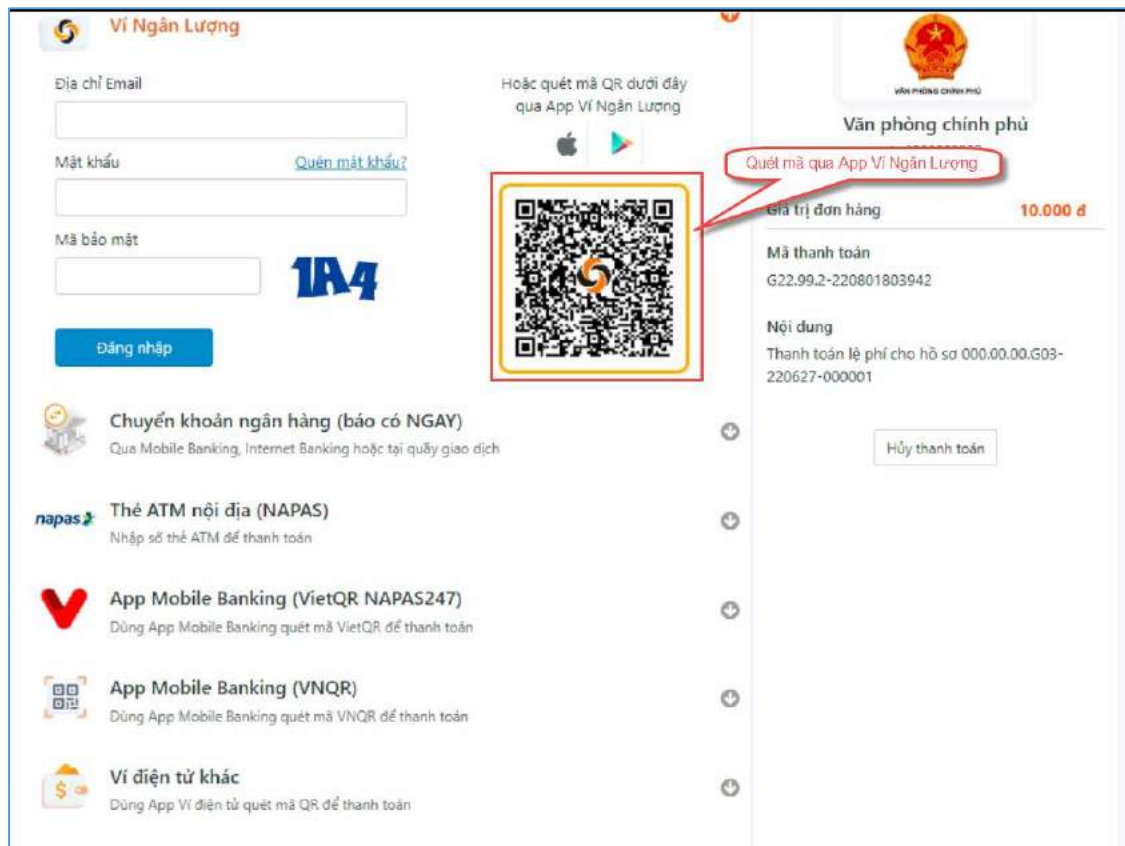 Ví Ngân Lượng
Địa chỉ Email
Mật khẩu
Quên mật khẩu?
Mã bảo mật
1A4
Đăng nhập
Hoặc quét mã QR dưới đây
qua App Ví Ngân Lượng
Quét mã qua App Ví Ngân Lượng
Chuyển khoản ngân hàng (báo có NGAY)
Qua Mobile Banking, Internet Banking hoặc tại quầy giao dịch
napas
Thẻ ATM nội địa (NAPAS)
Nhập số thẻ ATM để thanh toán
App Mobile Banking (VietQR NAPAS247)
Dùng App Mobile Banking quét mã VietQR để thanh toán
App Mobile Banking (VNQR)
Dùng App Mobile Banking quét mã VNQR để thanh toán
Ví điện tử khác
Dùng App Ví điện tử quét mã QR để thanh toán
VĂN PHÒNG CHÍNH PHỦ
Văn phòng chính phủ
Giá trị đơn hàng
10.000 đ
Mã thanh toán
G22.99.2-220801803942
Nội dung
Thanh toán lệ phí cho hồ sơ 000.00.00.G03-
220627-000001
Hủy thanh toán